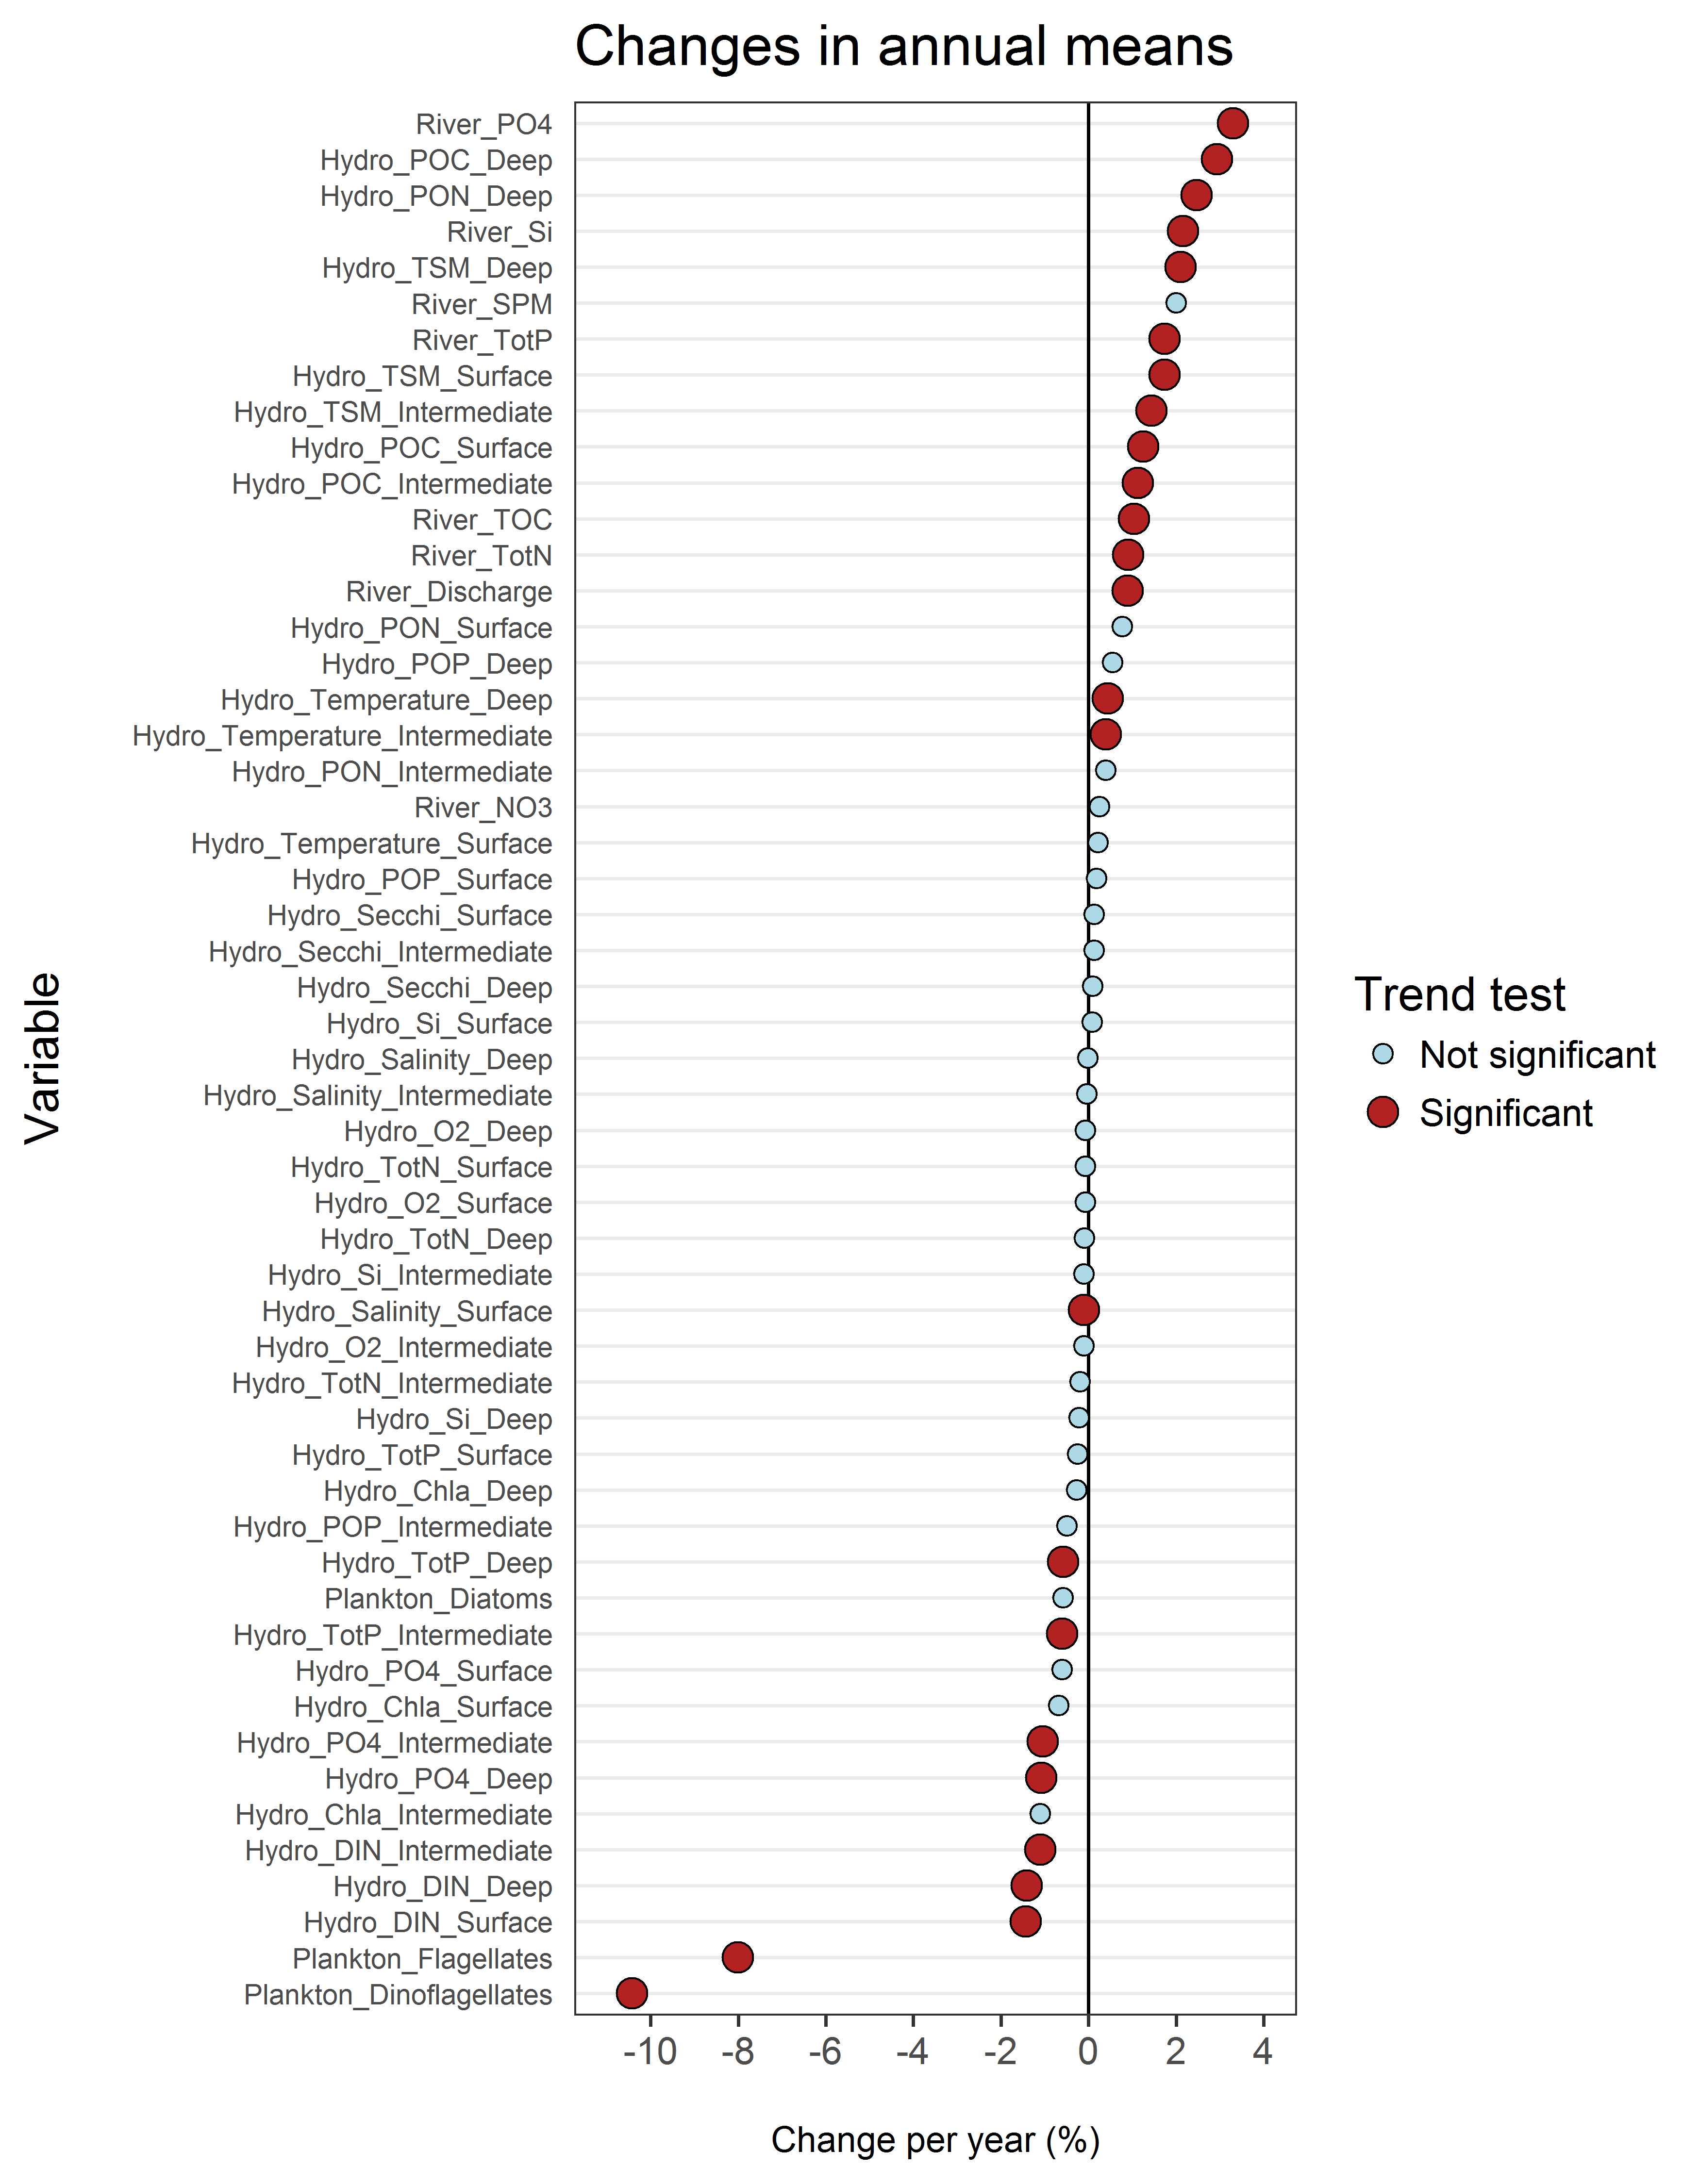 Changes in annual means
River_PO4
Hydro_POC_Deep
Hydro_PON_Deep
River_Si
Hydro_TSM_Deep
River_SPM
River_TotP
Hydro_TSM_Surface
Hydro_TSM_Intermediate
Hydro_POC_Surface
Hydro_POC_Intermediate
River_TOC
River_TotN
River_Discharge
Hydro_PON_Surface
Hydro_POP_Deep
Hydro_Temperature_Deep
Hydro_Temperature_Intermediate
Hydro_PON_Intermediate
River_NO3
Hydro_Temperature_Surface
Hydro_POP_Surface
Hydro_Secchi_Surface
Hydro_Secchi_Intermediate
Hydro_Secchi_Deep
Hydro_Si_Surface
Hydro_Salinity_Deep
Hydro_Salinity_Intermediate
Hydro_O2_Deep
Hydro_TotN_Surface
Hydro_O2_Surface
Hydro_TotN_Deep
Hydro_Si_Intermediate
Hydro_Salinity_Surface
Hydro_O2_Intermediate
Hydro_TotN_Intermediate
Hydro_Si_Deep
Hydro_TotP_Surface
Hydro_Chla_Deep
Hydro_POP_Intermediate
Hydro_TotP_Deep
Plankton_Diatoms
Hydro_TotP_Intermediate
Hydro_PO4_Surface
Hydro_Chla_Surface
Hydro_PO4_Intermediate
Hydro_PO4_Deep
Hydro_Chla_Intermediate
Hydro_DIN_Intermediate
Hydro_DIN_Deep
Hydro_DIN_Surface
Plankton_Flagellates
Plankton_Dinoflagellates
-10 -8 -6 -4 -2 0 2 4
Change per year (%)
Variable
Trend test
Not significant
Significant